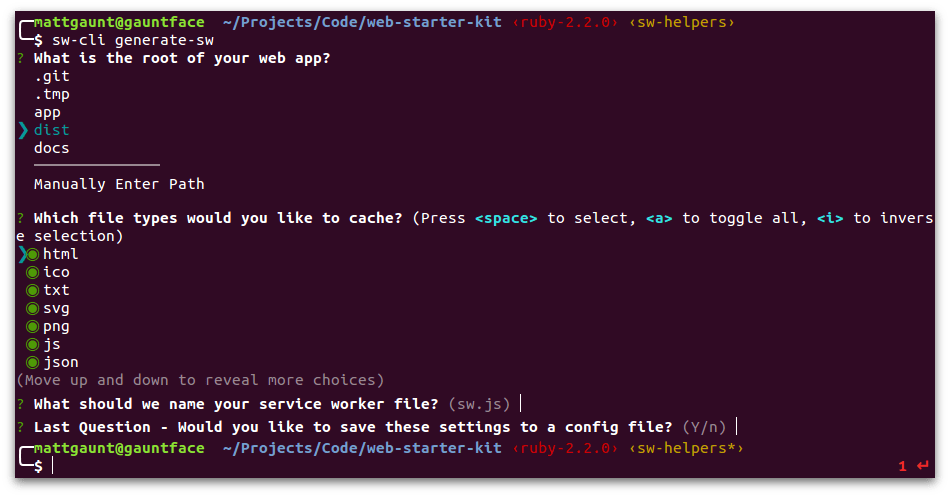 mattgaunt@gauntface ~/Projects/Code/web-starter-kit ‹ruby-2.2.0› ‹sw-helpers›
$ sw-cli generate-sw
? What is the root of your web app?
.git
.tmp
app
❯ dist
docs
──────────────
Manually Enter Path
? Which file types would you like to cache? (Press <space> to select, <a> to toggle all, <i> to invers
e selection)
❯◉ html
◉ ico
◉ txt
◉ svg
◉ png
◉ js
◉ json
(Move up and down to reveal more choices)
? What should we name your service worker file? (sw.js)
? Last Question - Would you like to save these settings to a config file? (Y/n)
mattgaunt@gauntface ~/Projects/Code/web-starter-kit ‹ruby-2.2.0› ‹sw-helpers*›
$ 1 ↵